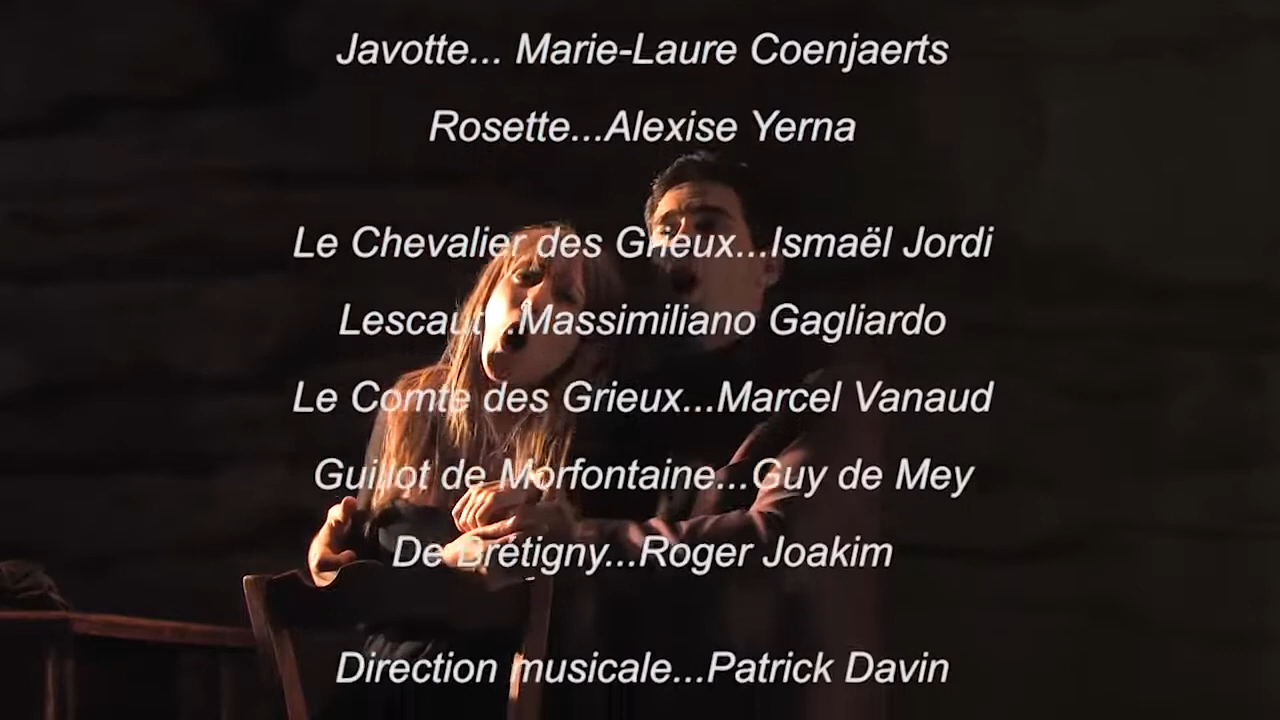 Javotte... Marie-Laure Coenjaerts
Rosette...Alexise Yerna
Le Chevalier des Grieux...Ismaël Jordi
Lescaut...Massimiliano Gagliardo
Le Comte des Grieux...Marcel Vanaud
Guillot de Morfontaine...Guy de Mey
De Brétigny...Roger Joakim
Direction musicale...Patrick Davin